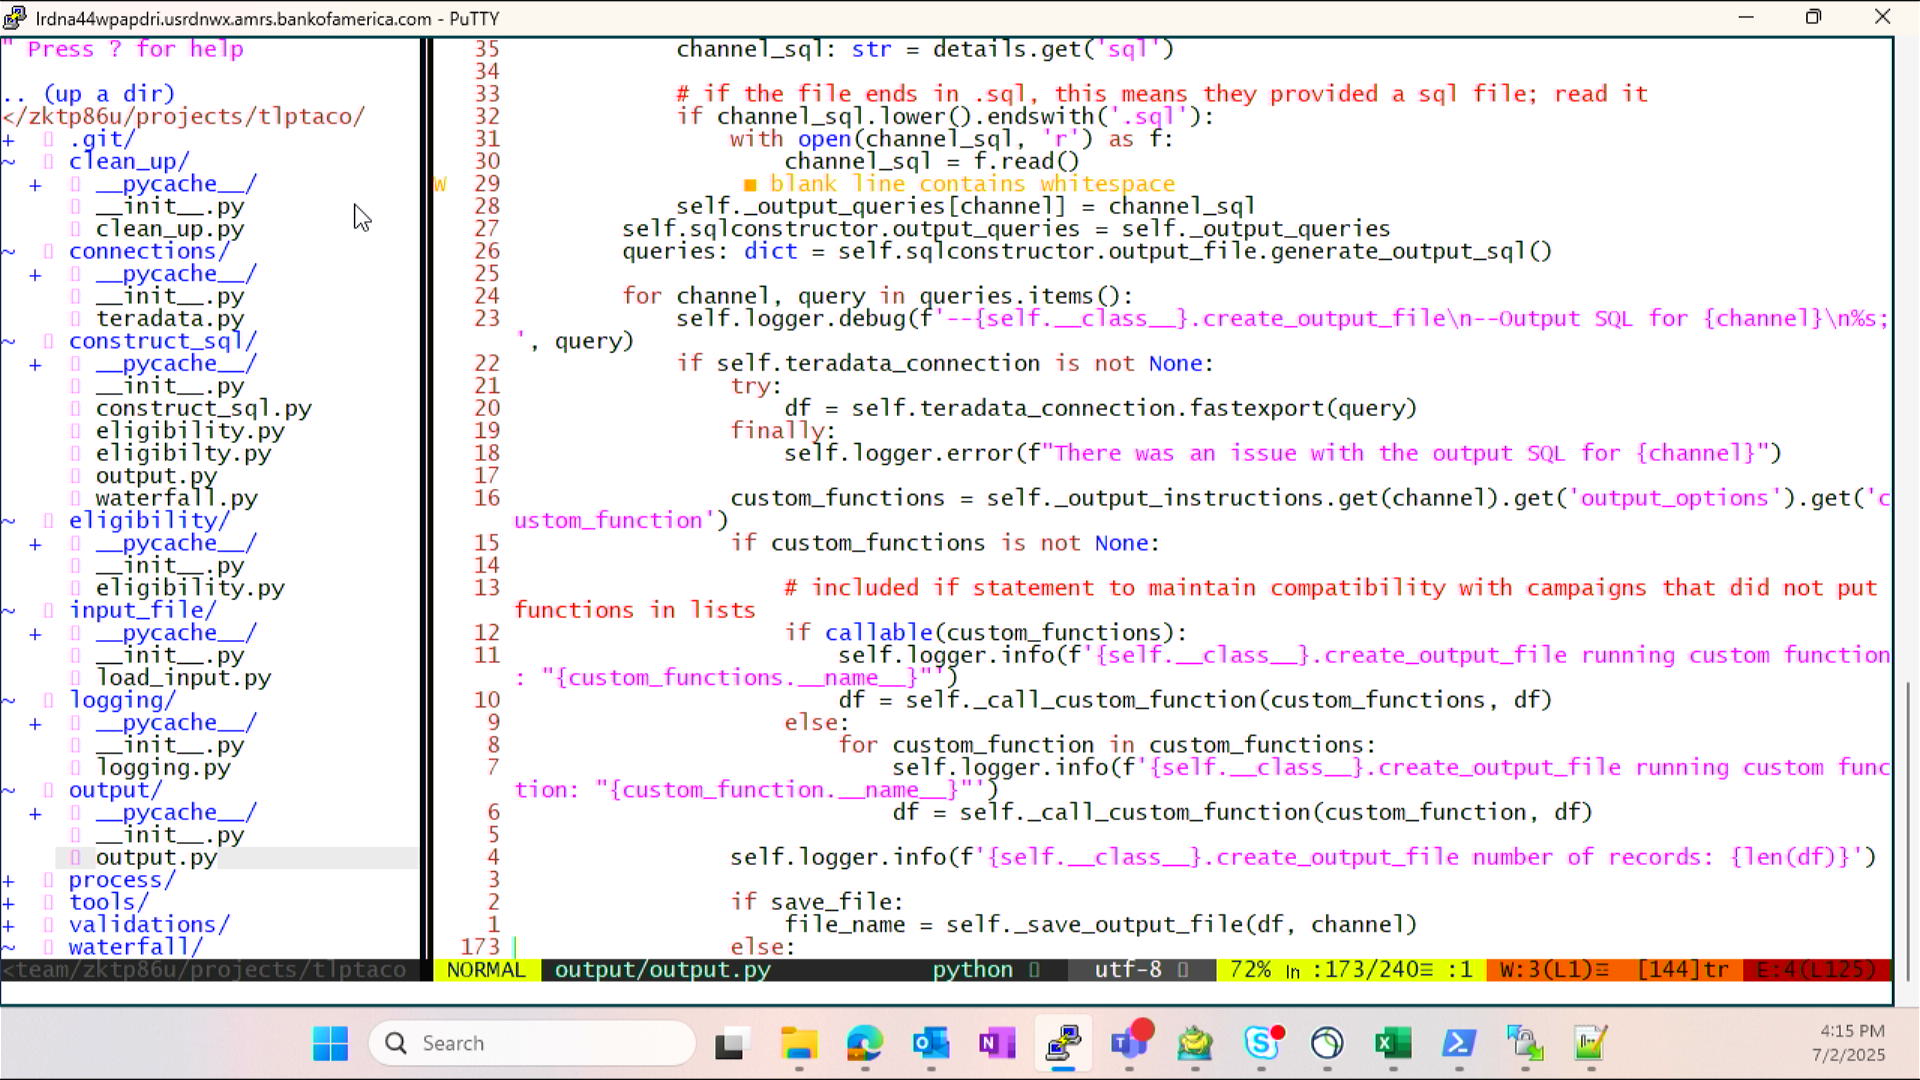 lrdna44wpapdri.usrdnwx.amrs.bankofamerica.com - PuTTY
" Press ? for help
.. (up a dir)
</zktp86u/projects/tlptaco/
+ .git/
~ clean_up/
+ __pycache__/
__init__.py
clean_up.py
~ connections/
+ __pycache__/
__init__.py
teradata.py
~ construct_sql/
+ __pycache__/
__init__.py
construct_sql.py
eligibility.py
eligibilty.py
output.py
waterfall.py
~ eligibility/
+ __pycache__/
__init__.py
eligibility.py
~ input_file/
+ __pycache__/
__init__.py
load_input.py
~ logging/
+ __pycache__/
__init__.py
logging.py
~ output/
+ __pycache__/
__init__.py
output.py
+ process/
+ tools/
+ validations/
~ waterfall/
<team/zktp86u/projects/tlptaco
35 channel_sql: str = details.get('sql')
34
33 # if the file ends in .sql, this means they provided a sql file; read it
32 if channel_sql.lower().endswith('.sql'):
31 with open(channel_sql, 'r') as f:
30 channel_sql = f.read()
W 29 ■ blank line contains whitespace
28 self._output_queries[channel] = channel_sql
27 self.sqlconstructor.output_queries = self._output_queries
26 queries: dict = self.sqlconstructor.output_file.generate_output_sql()
25
24 for channel, query in queries.items():
23 self.logger.debug(f'--{self.__class__}.create_output_file\n--Output SQL for {channel}\n%s;
', query)
22 if self.teradata_connection is not None:
21 try:
20 df = self.teradata_connection.fastexport(query)
19 finally:
18 self.logger.error(f"There was an issue with the output SQL for {channel}")
17
16 custom_functions = self._output_instructions.get(channel).get('output_options').get('c
ustom_function')
15 if custom_functions is not None:
14
13 # included if statement to maintain compatibility with campaigns that did not put
functions in lists
12 if callable(custom_functions):
11 self.logger.info(f'{self.__class__}.create_output_file running custom function
: "{custom_functions.__name__}"')
10 df = self._call_custom_function(custom_functions, df)
9 else:
8 for custom_function in custom_functions:
7 self.logger.info(f'{self.__class__}.create_output_file running custom func
tion: "{custom_function.__name__}"')
6 df = self._call_custom_function(custom_function, df)
5
4 self.logger.info(f'{self.__class__}.create_output_file number of records: {len(df)}')
3
2 if save_file:
1 file_name = self._save_output_file(df, channel)
173 else:
NORMAL output/output.py python utf-8 72% ln :173/240≡ :1 W:3(L1)☲ [144]tr E:4(L125)
Search
4:15 PM
7/2/2025